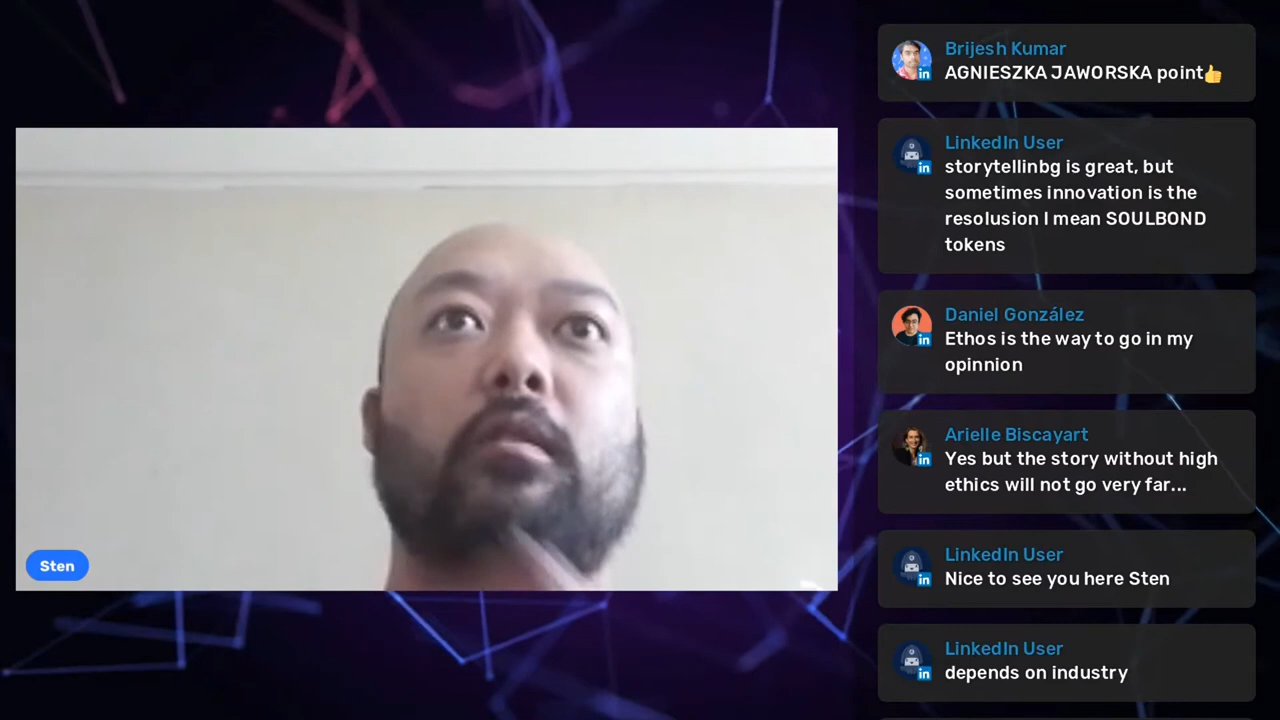 Sten
Brijesh Kumar
AGNIESZKA JAWORSKA point👍
LinkedIn User
storytellinbg is great, but
sometimes innovation is the
resolusion I mean SOULBOND
tokens
Daniel González
Ethos is the way to go in my
opinnion
Arielle Biscayart
Yes but the story without high
ethics will not go very far...
LinkedIn User
Nice to see you here Sten
LinkedIn User
depends on industry